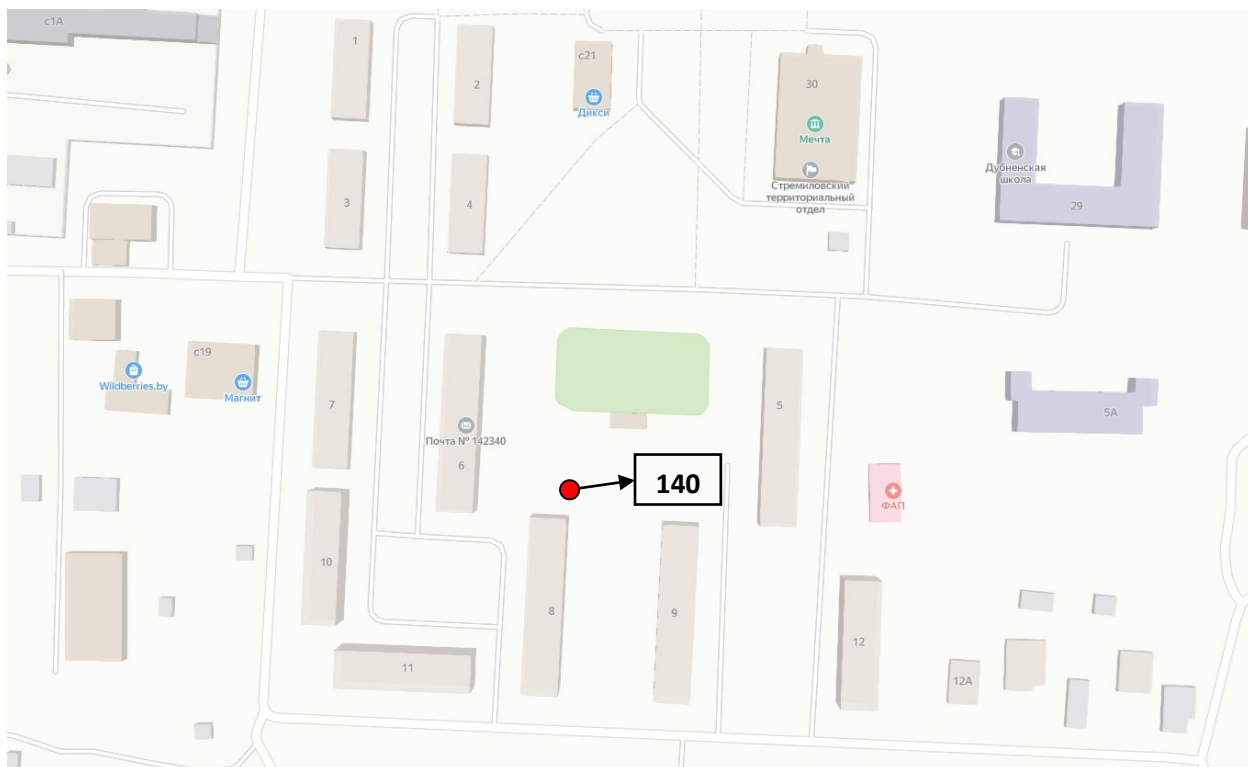 с1А
1
2
с21
Дикси
30
Мечта
Стремиловский
территориальный
отдел
Дубненская
школа
29
3
4
с19
Wildberries.by
Магнит
7
Почта № 142340
6
5
5А
140
ФАП
10
8
9
12
11
12А